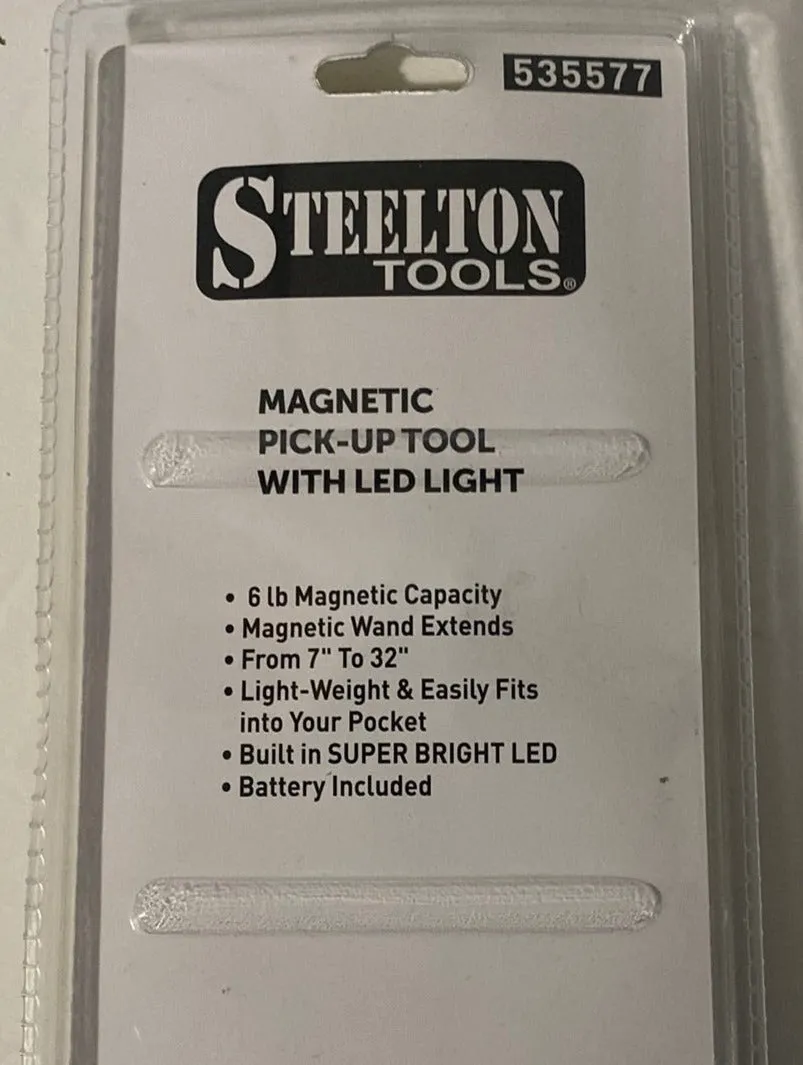 535577
STEELTON
TOOLS®
MAGNETIC
PICK-UP TOOL
WITH LED LIGHT
• 6 lb Magnetic Capacity
• Magnetic Wand Extends
• From 7" To 32"
• Light-Weight & Easily Fits
into Your Pocket
• Built in SUPER BRIGHT LED
• Battery Included